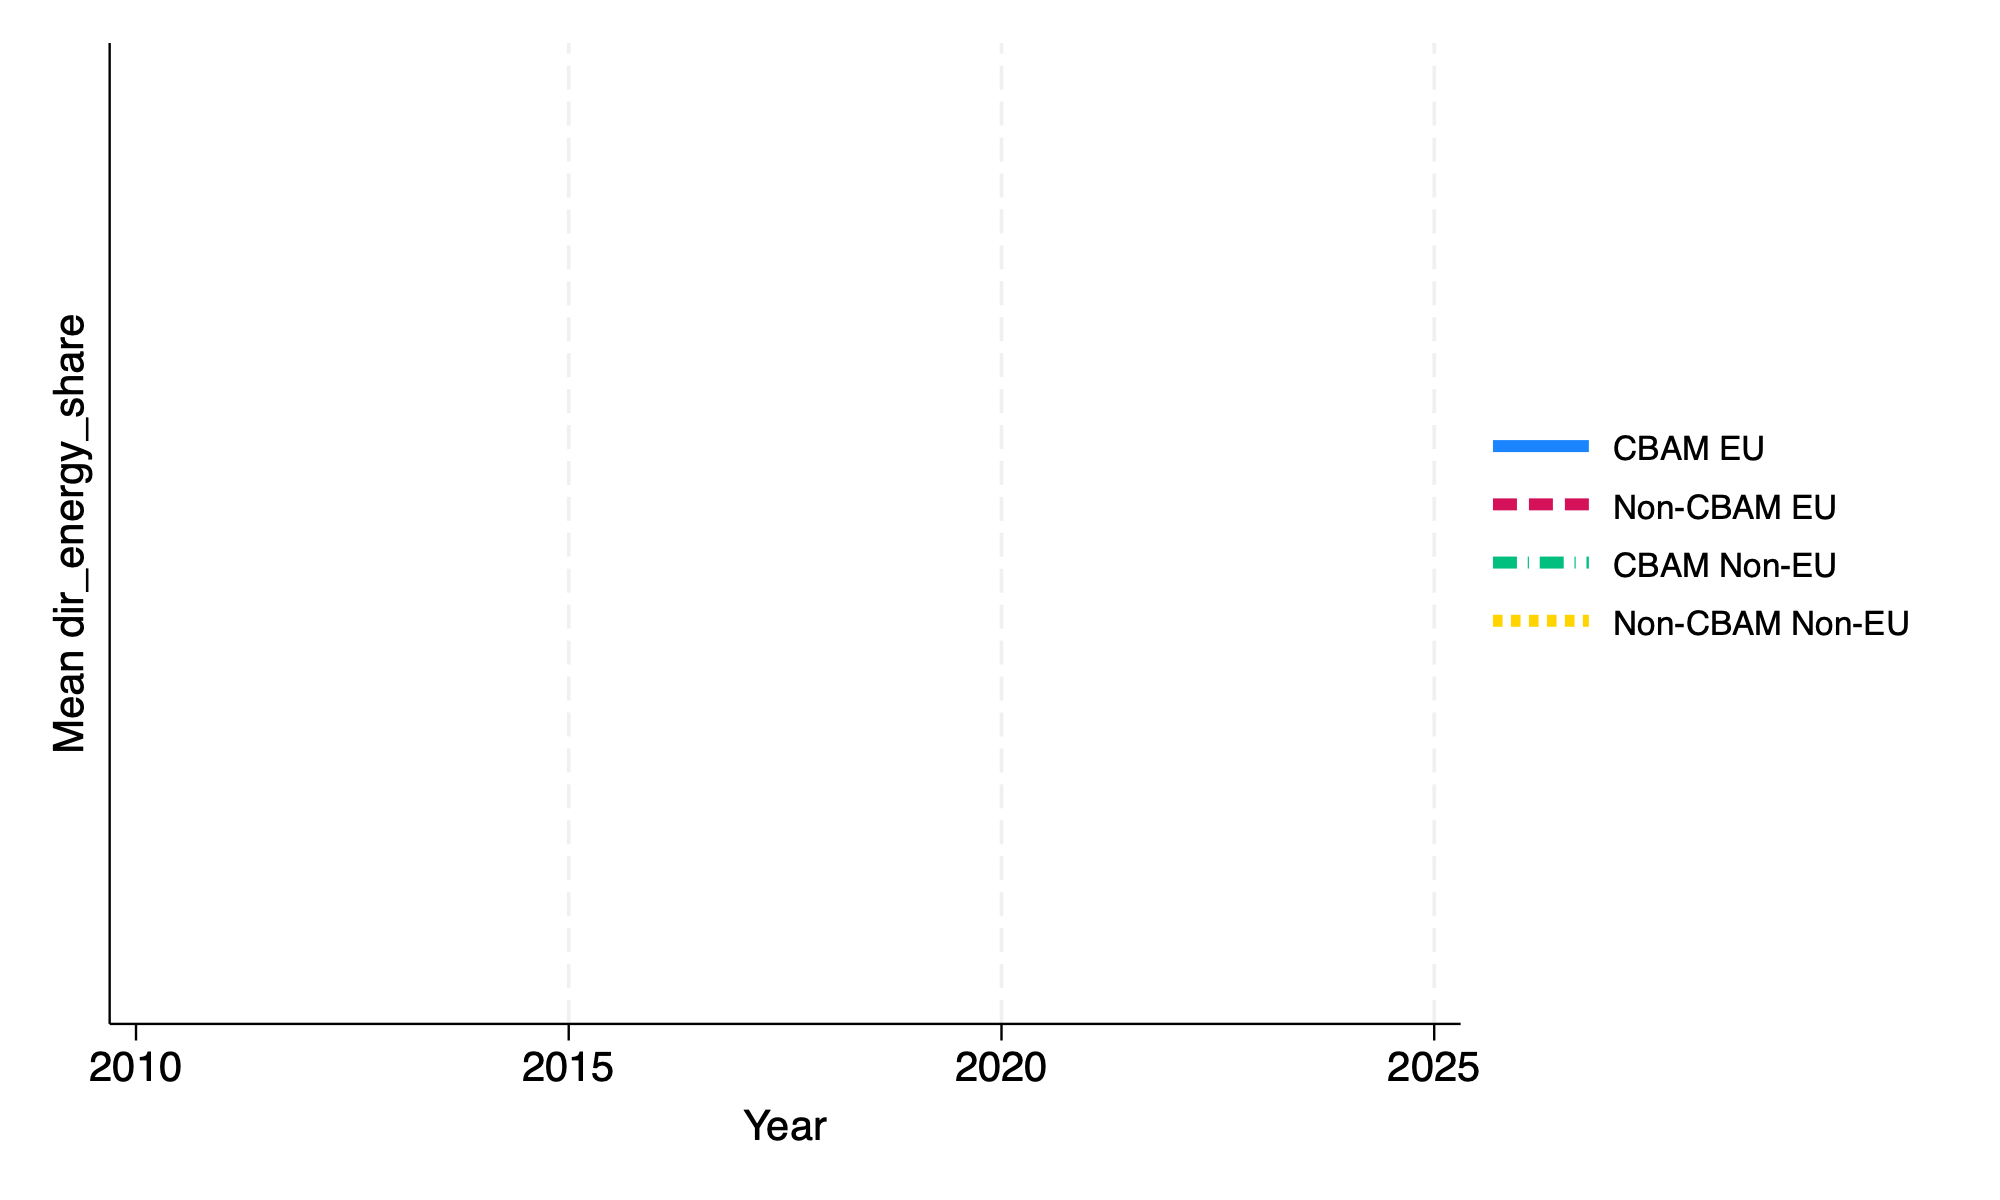 Mean dir_energy_share
2010
2015
2020
2025
Year
CBAM EU
Non-CBAM EU
CBAM Non-EU
Non-CBAM Non-EU